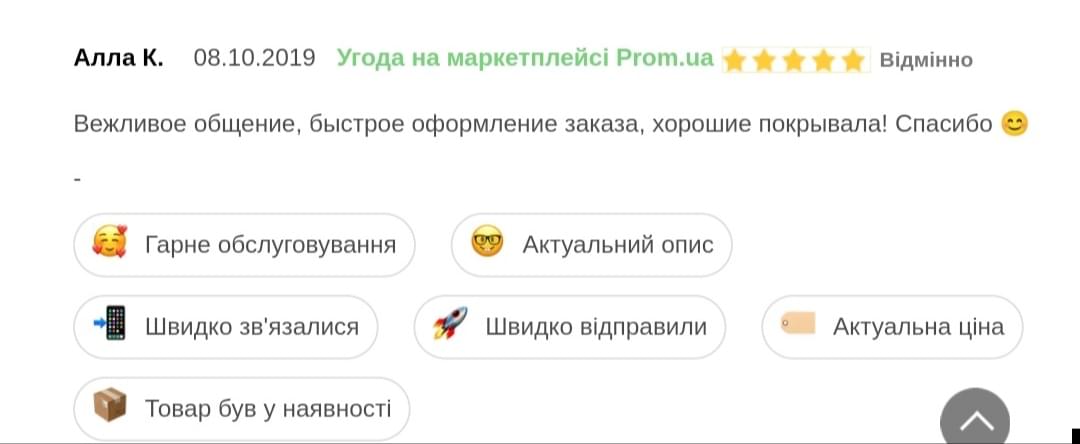 Алла К. 08.10.2019 Угода на маркетплейсі Prom.ua ⭐⭐⭐⭐⭐ Відмінно
Вежливое общение, быстрое оформление заказа, хорошие покрывала! Спасибо 😊
-
🥰 Гарне обслуговування 🤓 Актуальний опис
📲 Швидко зв'язалися 🚀 Швидко відправили 🏷️ Актуальна ціна
📦 Товар був у наявності